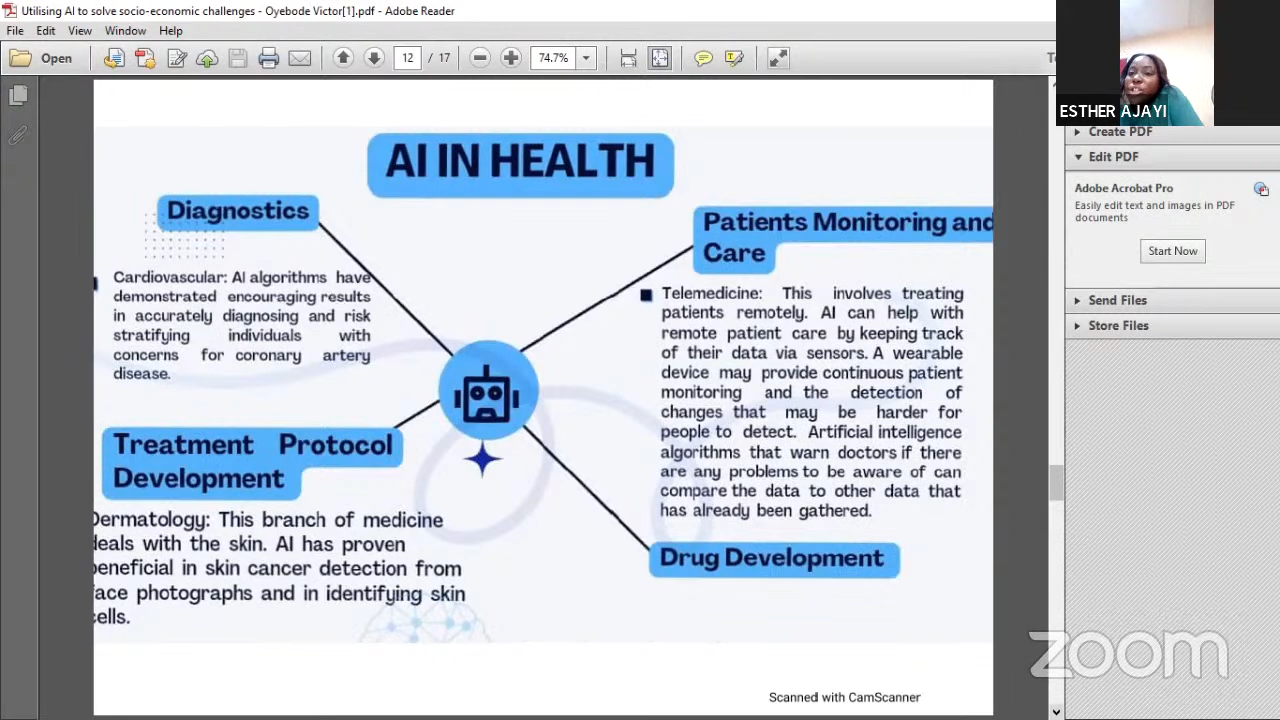 Utilising AI to solve socio-economic challenges - Oyebode Victor[1].pdf - Adobe Reader
File Edit View Window Help
Open
12 / 17
74.7%
ESTHER AJAYI
Create PDF
Edit PDF
Adobe Acrobat Pro
Easily edit text and images in PDF
documents
Start Now
Send Files
Store Files
AI IN HEALTH
Diagnostics
Cardiovascular: AI algorithms have
demonstrated encouraging results
in accurately diagnosing and risk
stratifying individuals with
concerns for coronary artery
disease.
Treatment Protocol
Development
Dermatology: This branch of medicine
deals with the skin. AI has proven
beneficial in skin cancer detection from
face photographs and in identifying skin
cells.
Patients Monitoring and
Care
Telemedicine: This involves treating
patients remotely. AI can help with
remote patient care by keeping track
of their data via sensors. A wearable
device may provide continuous patient
monitoring and the detection of
changes that may be harder for
people to detect. Artificial intelligence
algorithms that warn doctors if there
are any problems to be aware of can
compare the data to other data that
has already been gathered.
Drug Development
Scanned with CamScanner
zoom